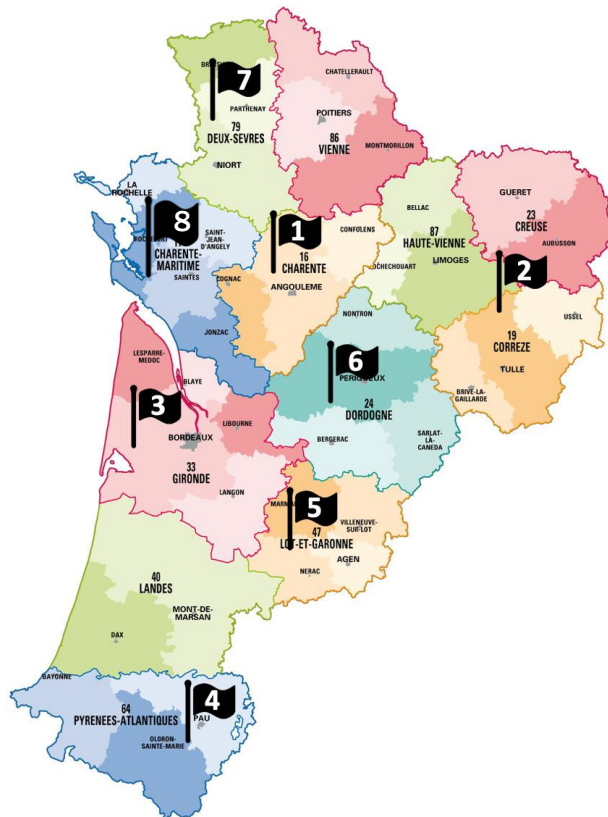 7
CHATELLERAULT
PARTHENAY
POITIERS
79
DEUX-SEVRES
86
VIENNE
MONTMORILLON
NIORT
LA
ROCHELLE
8
SAINT-
JEAN-
D'ANGELY
CHARENTE-
MARITIME
SAINTES
COGNAC
JONZAC
1
CONFOLENS
16
CHARENTE
ANGOULEME
BELLAC
87
HAUTE-VIENNE
OCHECHOUART
LIMOGES
GUERET
23
CREUSE
AUBUSSON
2
USSEL
19
CORREZE
TULLE
BRIVE-LA-
GAILLARDE
NONTRON
6
PERIGUEUX
24
DORDOGNE
BERGERAC
SARLAT-
LA-
CANEDA
LESPARRE-
MEDOC
BLAYE
3
LIBOURNE
BORDEAUX
33
GIRONDE
LANGON
5
VILLENEUVE-
SUR-LOT
47
LOT-ET-GARONNE
AGEN
NERAC
40
LANDES
MONT-DE-
MARSAN
DAX
BAYONNE
4
64
PYRENEES-ATLANTIQUES
PAU
OLORON-
SAINTE-MARIE